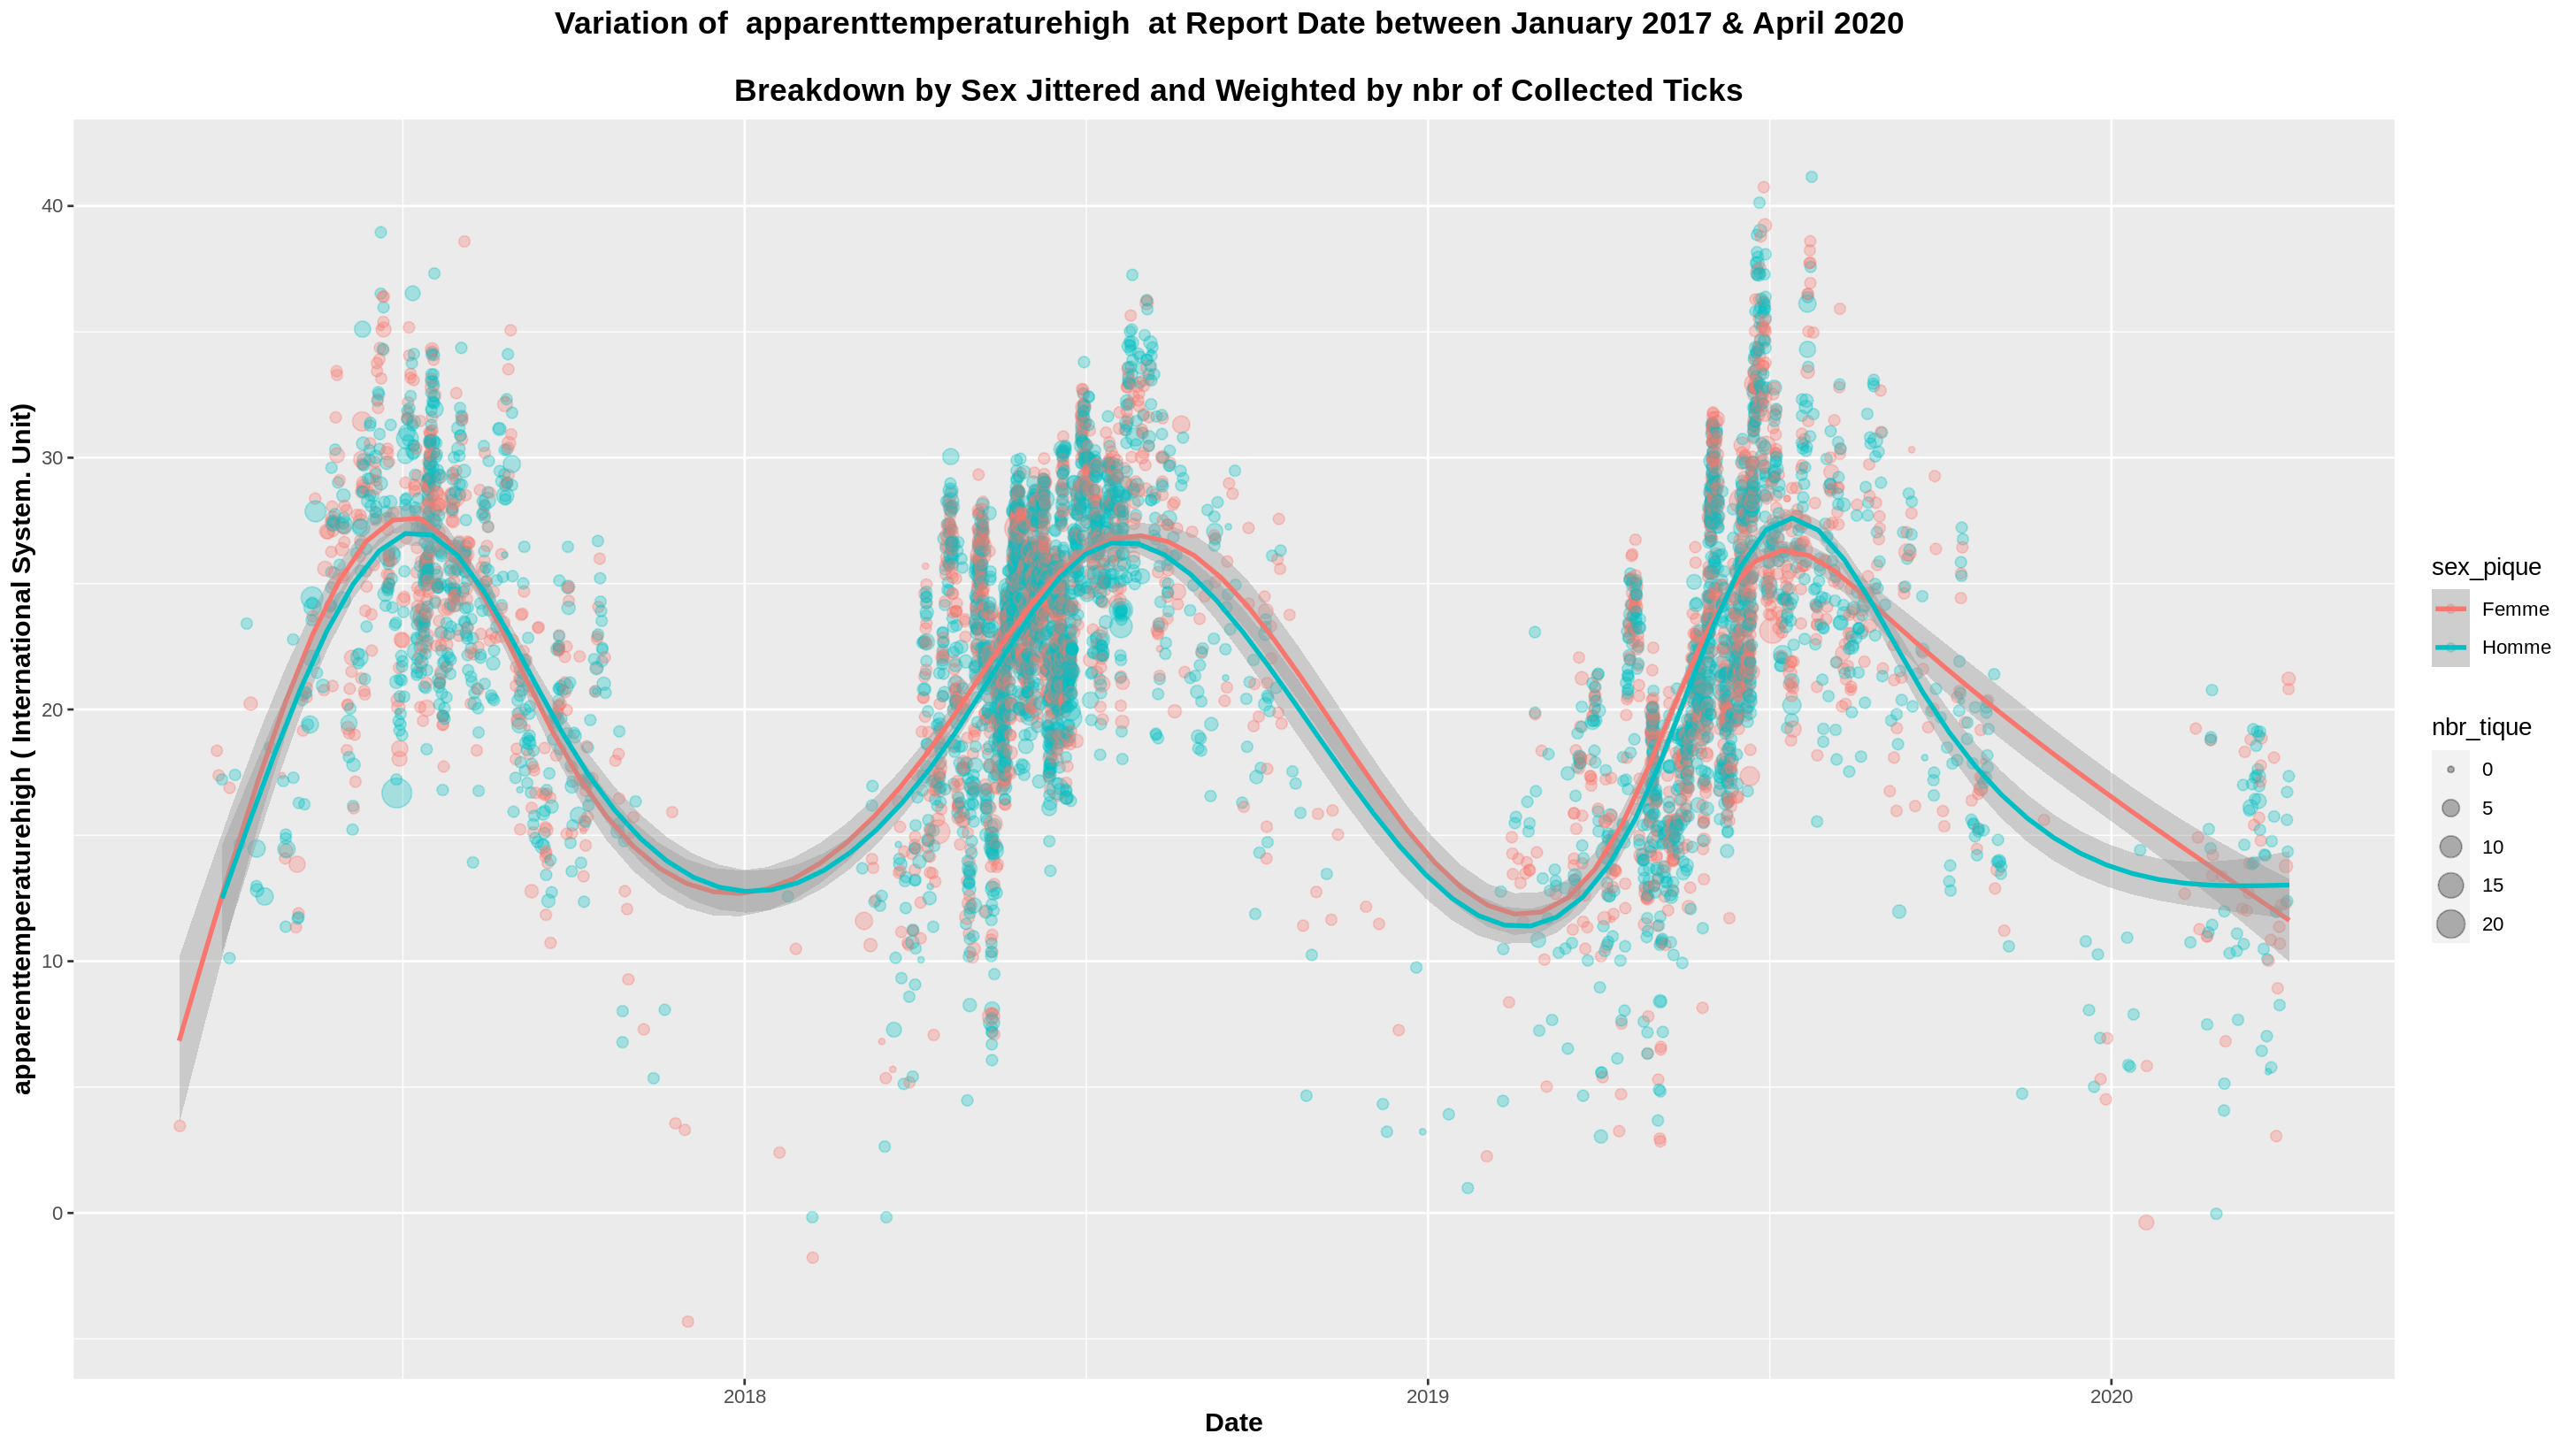 Variation of  apparenttemperaturehigh  at Report Date between January 2017 & April 2020
Breakdown by Sex Jittered and Weighted by nbr of Collected Ticks
apparenttemperaturehigh ( International System. Unit)
40
30
20
10
0
2018
2019
2020
Date
sex_pique
Femme
Homme
nbr_tique
0
5
10
15
20